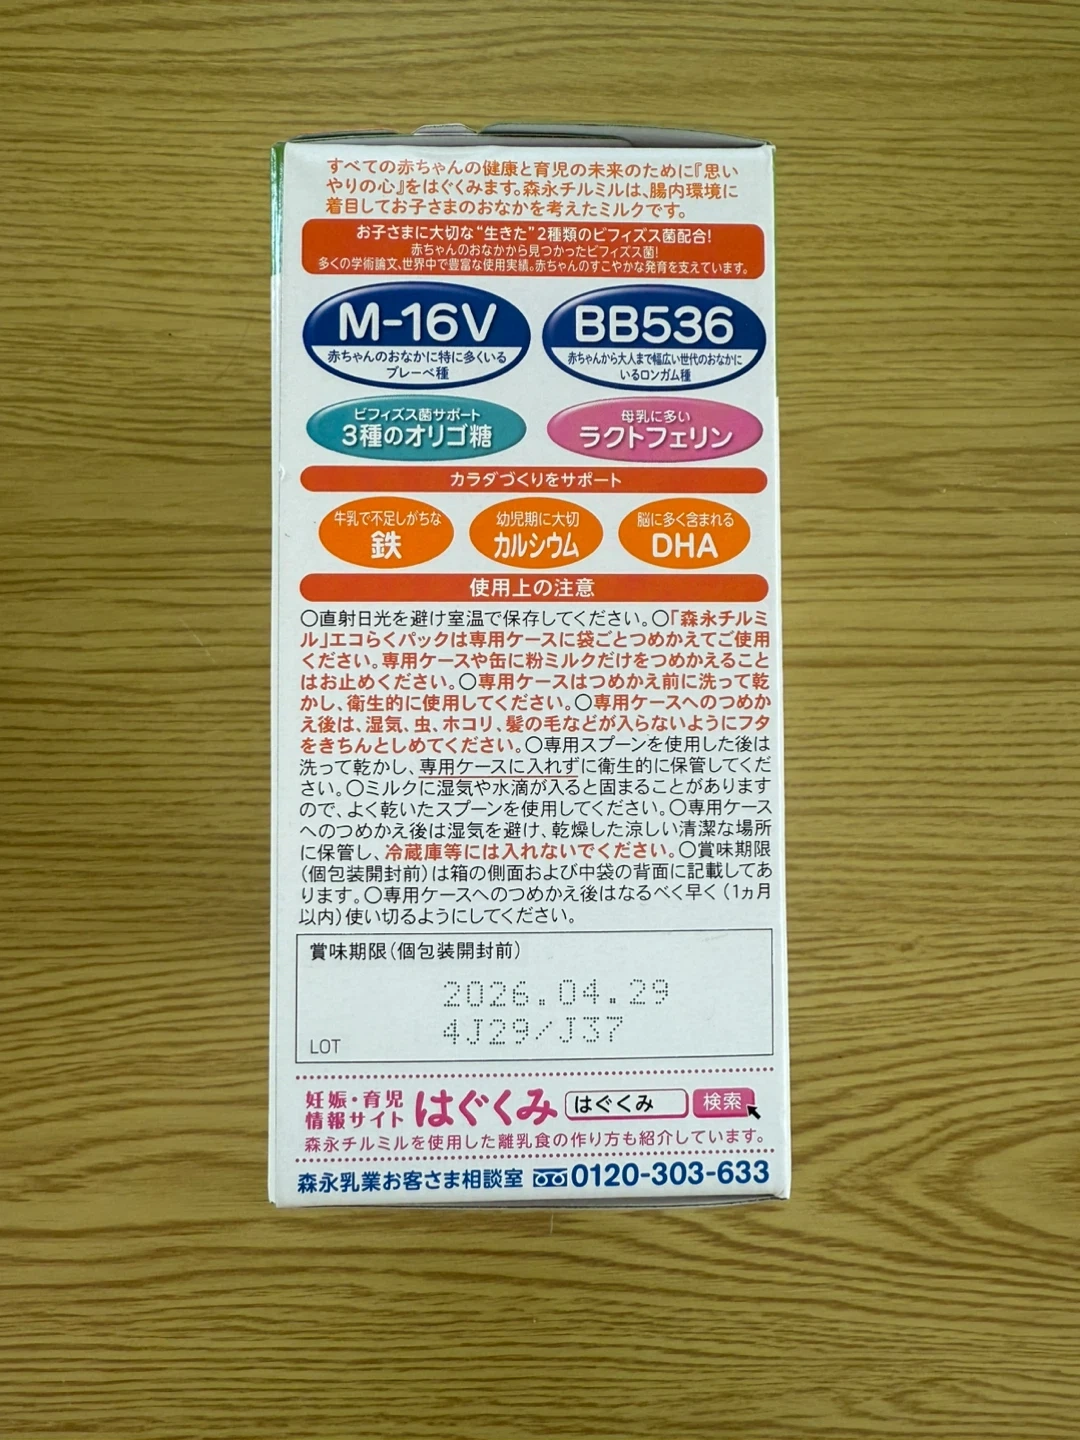 すべての赤ちゃんの健康と育児の未来のために『思い
やりの心』をはぐくみます。森永チルミルは、腸内環境に
着目してお子さまのおなかを考えたミルクです。
お子さまに大切な“生きた”2種類のビフィズス菌配合!
赤ちゃんのおなかから見つかったビフィズス菌!
多くの学術論文、世界中で豊富な使用実績。赤ちゃんのすこやかな発育を支えています。
M-16V
赤ちゃんのおなかに特に多くいる
ブレーベ種
BB536
赤ちゃんから大人まで幅広い世代のおなかに
いるロンガム種
ビフィズス菌サポート
3種のオリゴ糖
母乳に多い
ラクトフェリン
カラダづくりをサポート
牛乳で不足しがちな
鉄
幼児期に大切
カルシウム
脳に多く含まれる
DHA
使用上の注意
○直射日光を避け室温で保存してください。○「森永チルミ
ル」エコらくパックは専用ケースに袋ごとつめかえてご使用
ください。専用ケースや缶に粉ミルクだけをつめかえること
はお止めください。○専用ケースはつめかえ前に洗って乾
かし、衛生的に使用してください。○専用ケースへのつめか
え後は、湿気、虫、ホコリ、髪の毛などが入らないようにフタ
をきちんとしめてください。○専用スプーンを使用した後は
洗って乾かし、専用ケースに入れずに衛生的に保管してくだ
さい。○ミルクに湿気や水滴が入ると固まることがあります
ので、よく乾いたスプーンを使用してください。○専用ケース
へのつめかえ後は湿気を避け、乾燥した涼しい清潔な場所
に保管し、冷蔵庫等には入れないでください。○賞味期限
(個包装開封前)は箱の側面および中袋の背面に記載してあ
ります。○専用ケースへのつめかえ後はなるべく早く(1ヵ月
以内)使い切るようにしてください。
賞味期限(個包装開封前)
2026.04.29
4J29/J37
LOT
妊娠・育児
情報サイト
はぐくみ
はぐくみ
検索
森永チルミルを使用した離乳食の作り方も紹介しています。
森永乳業お客さま相談室 0120-303-633